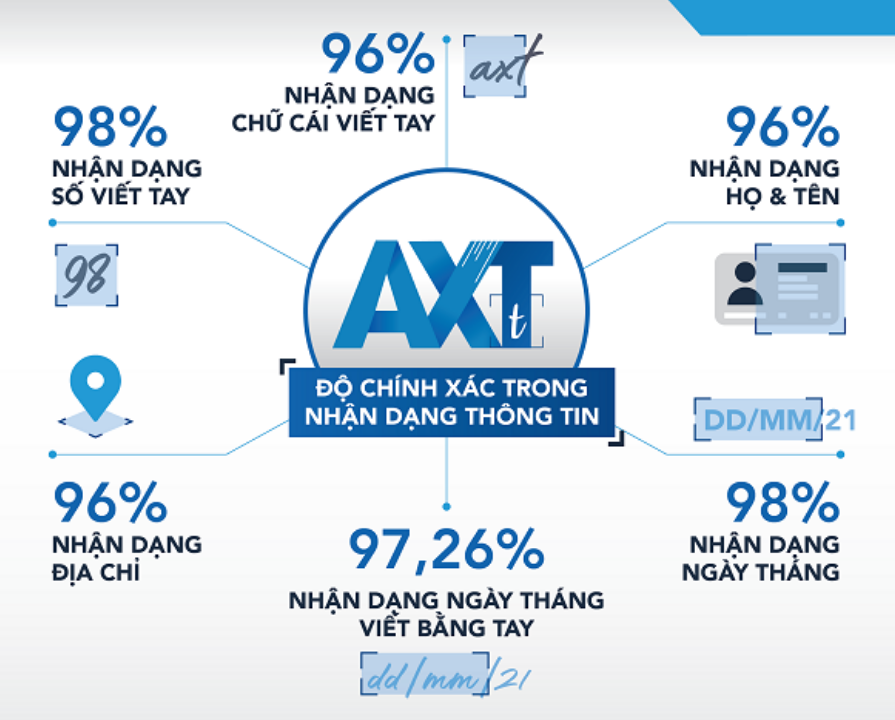 96%
NHẬN DẠNG
CHỮ CÁI VIẾT TAY
axt
98%
NHẬN DẠNG
SỐ VIẾT TAY
98
96%
NHẬN DẠNG
HỌ & TÊN
AXT
t
ĐỘ CHÍNH XÁC TRONG
NHẬN DẠNG THÔNG TIN
DD/MM/21
96%
NHẬN DẠNG
ĐỊA CHỈ
97,26%
NHẬN DẠNG NGÀY THÁNG
VIẾT BẰNG TAY
dd/mm/21
98%
NHẬN DẠNG
NGÀY THÁNG